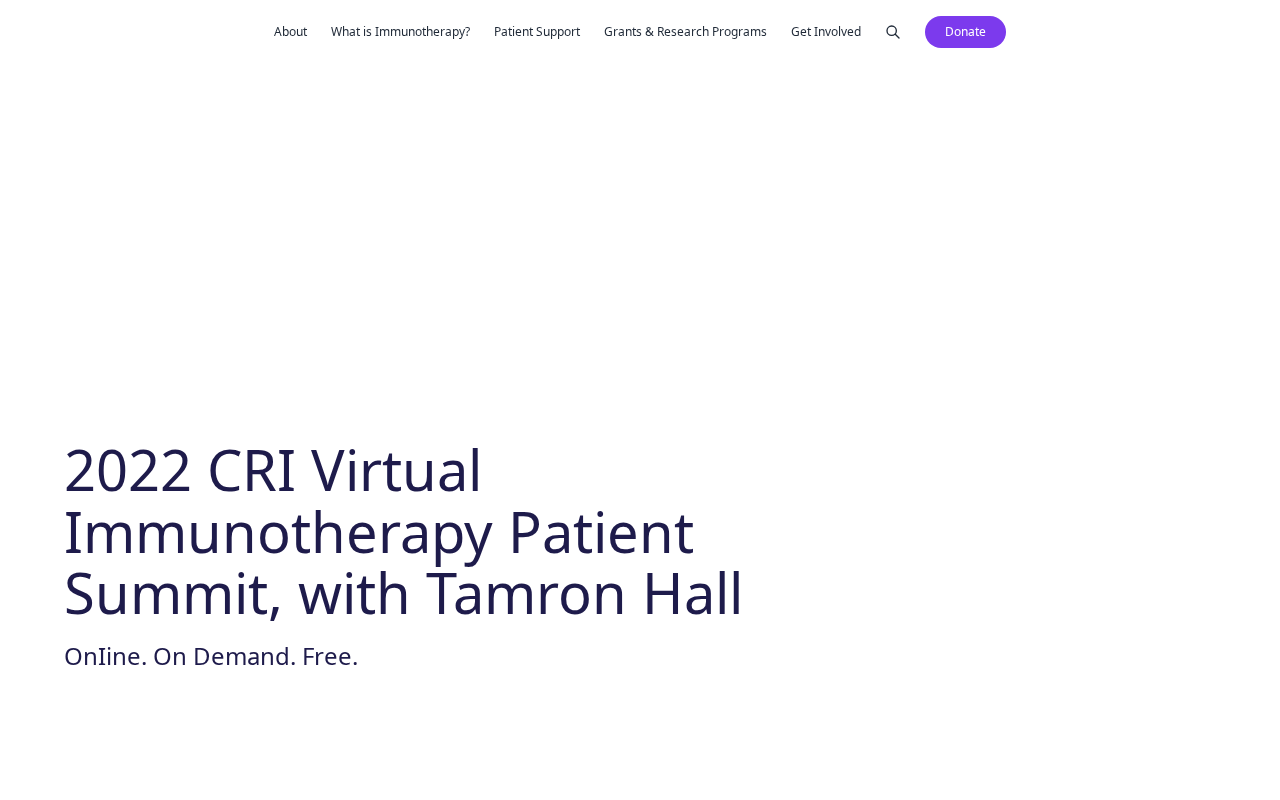 About
What is Immunotherapy?
Patient Support
Grants & Research Programs
Get Involved
Donate
2022 CRI Virtual
Immunotherapy Patient
Summit, with Tamron Hall
OnIine. On Demand. Free.